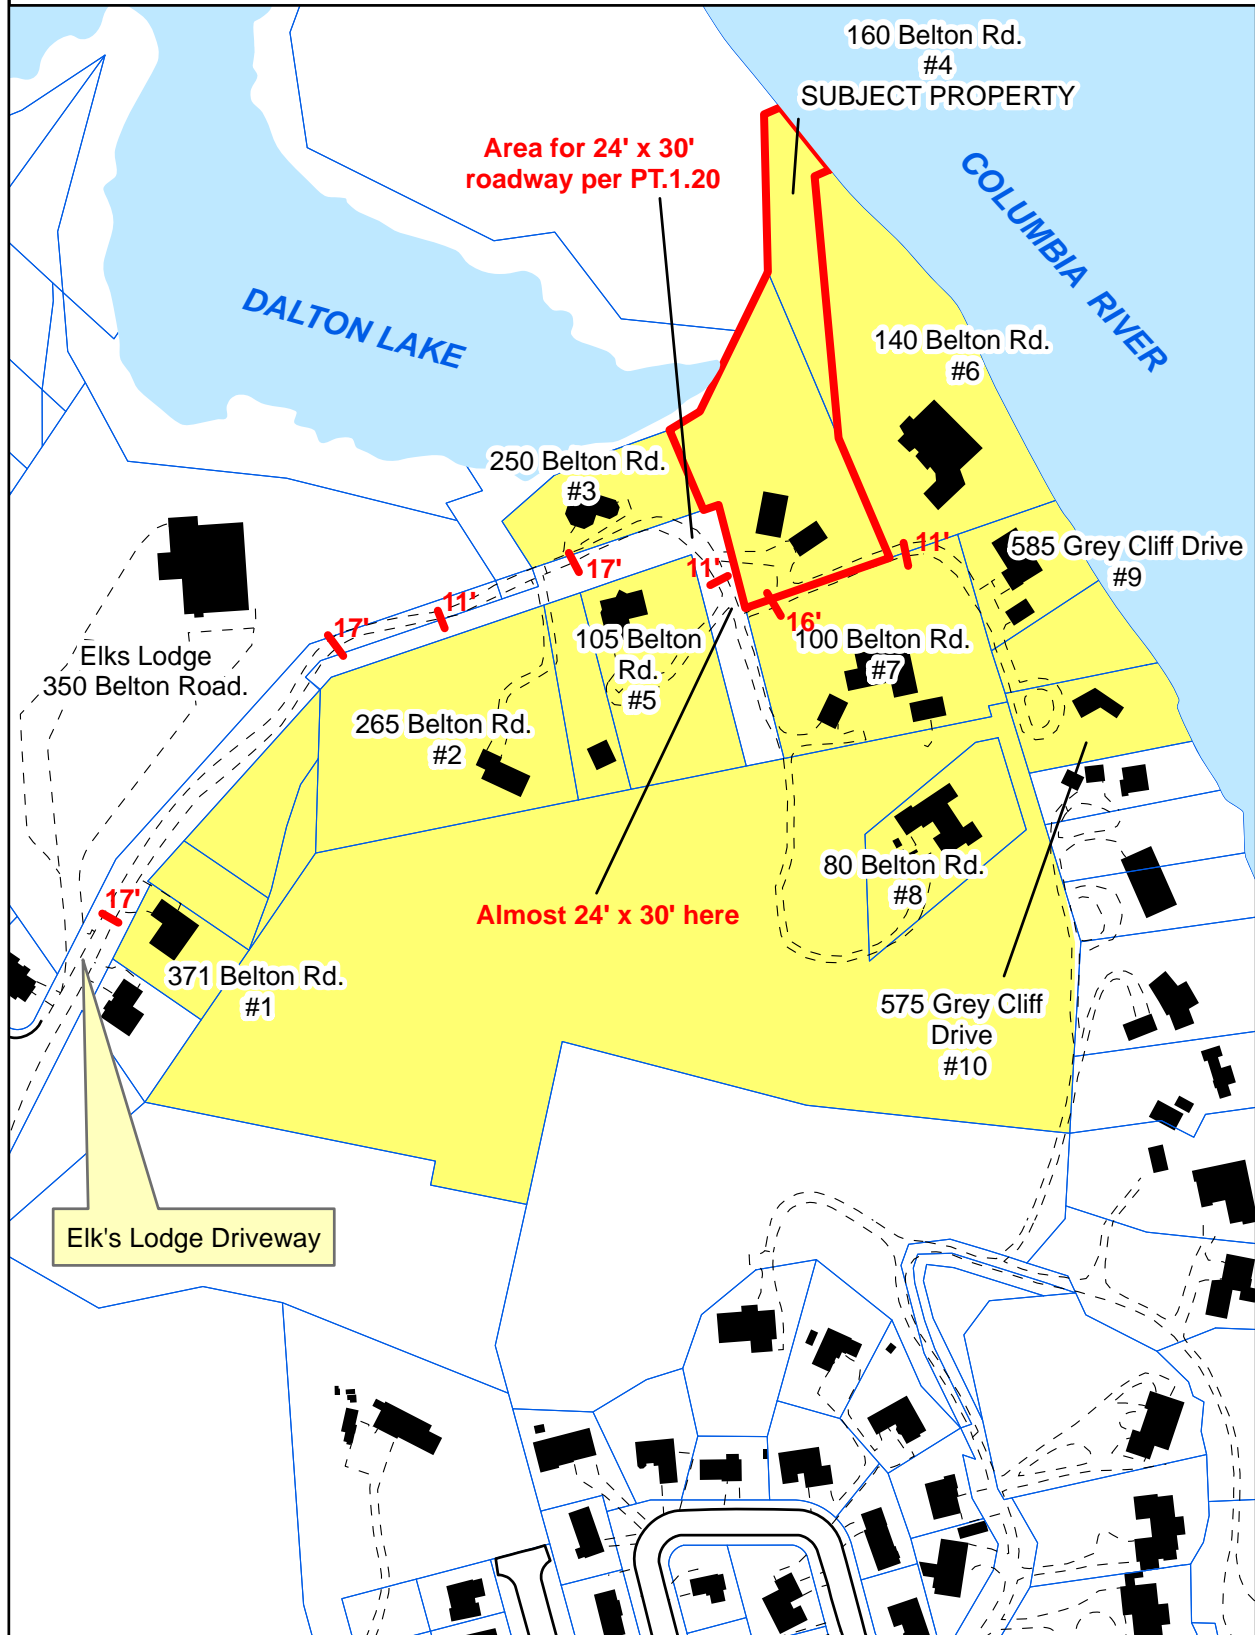 160 Belton Rd.
#4
SUBJECT PROPERTY
Area for 24' x 30'
roadway per PT.1.20
COLUMBIA RIVER
DALTON LAKE
140 Belton Rd.
#6
250 Belton Rd.
#3
585 Grey Cliff Drive
#9
11'
17'
11'
11'
17'
16'
Elks Lodge
350 Belton Road.
105 Belton
Rd.
#5
100 Belton Rd.
#7
265 Belton Rd.
#2
80 Belton Rd.
#8
17'
Almost 24' x 30' here
371 Belton Rd.
#1
575 Grey Cliff
Drive
#10
Elk's Lodge Driveway